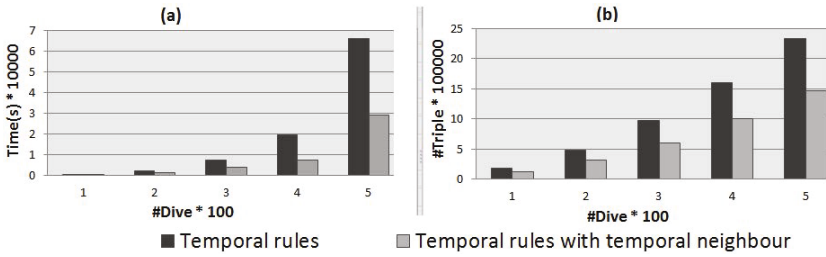 (a)
Time(s) * 10000
7
6
5
4
3
2
1
0
1 2 3 4 5
#Dive * 100
(b)
#Triple * 100000
25
20
15
10
5
0
1 2 3 4 5
#Dive * 100
Temporal rules
Temporal rules with temporal neighbour